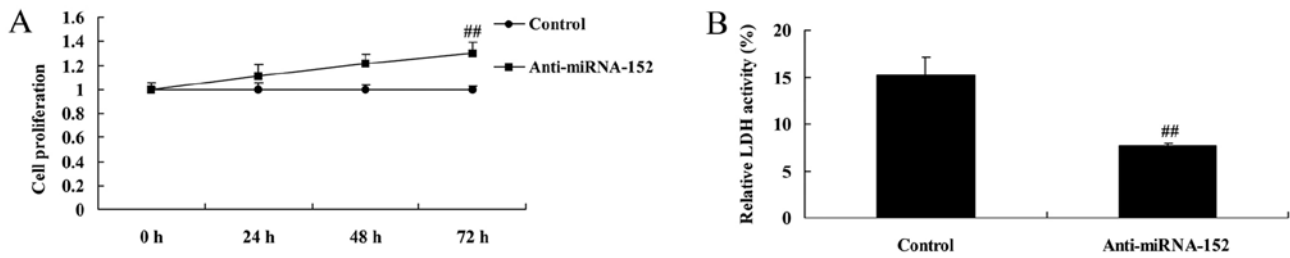 A
Cell proliferation
1.6
1.4
1.2
1
0.8
0.6
0.4
0.2
0
##
0 h
24 h
48 h
72 h
Control
Anti-miRNA-152
B
Relative LDH activity (%)
20
15
10
5
0
##
Control
Anti-miRNA-152